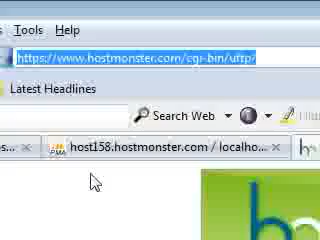 Tools Help
https://www.hostmonster.com/cgi-bin/uftp/
Latest Headlines
Search Web
host158.hostmonster.com / localho...